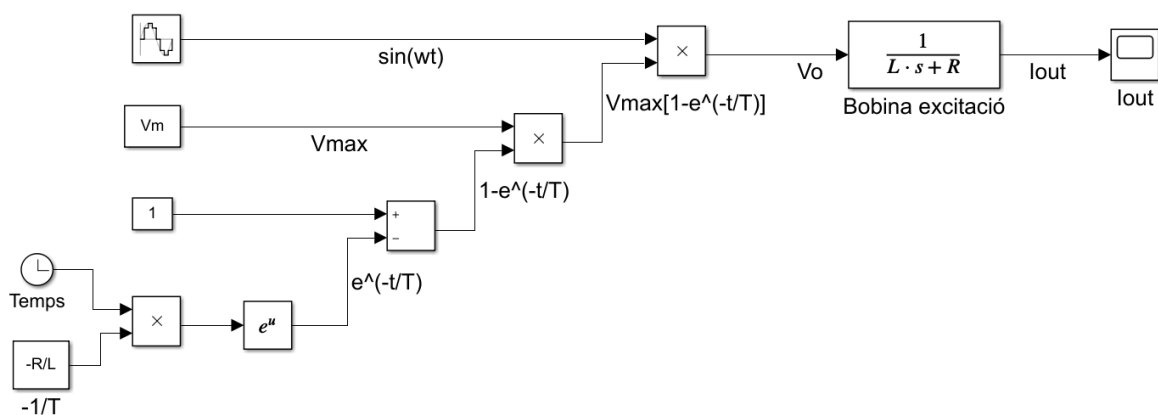 sin(wt)
×
Vo
1
L · s + R
Bobina excitació
Iout
Iout
Vm
Vmax
×
Vmax[1-e^(-t/T)]
1
+
−
1-e^(-t/T)
Temps
×
e^u
e^(-t/T)
-R/L
-1/T